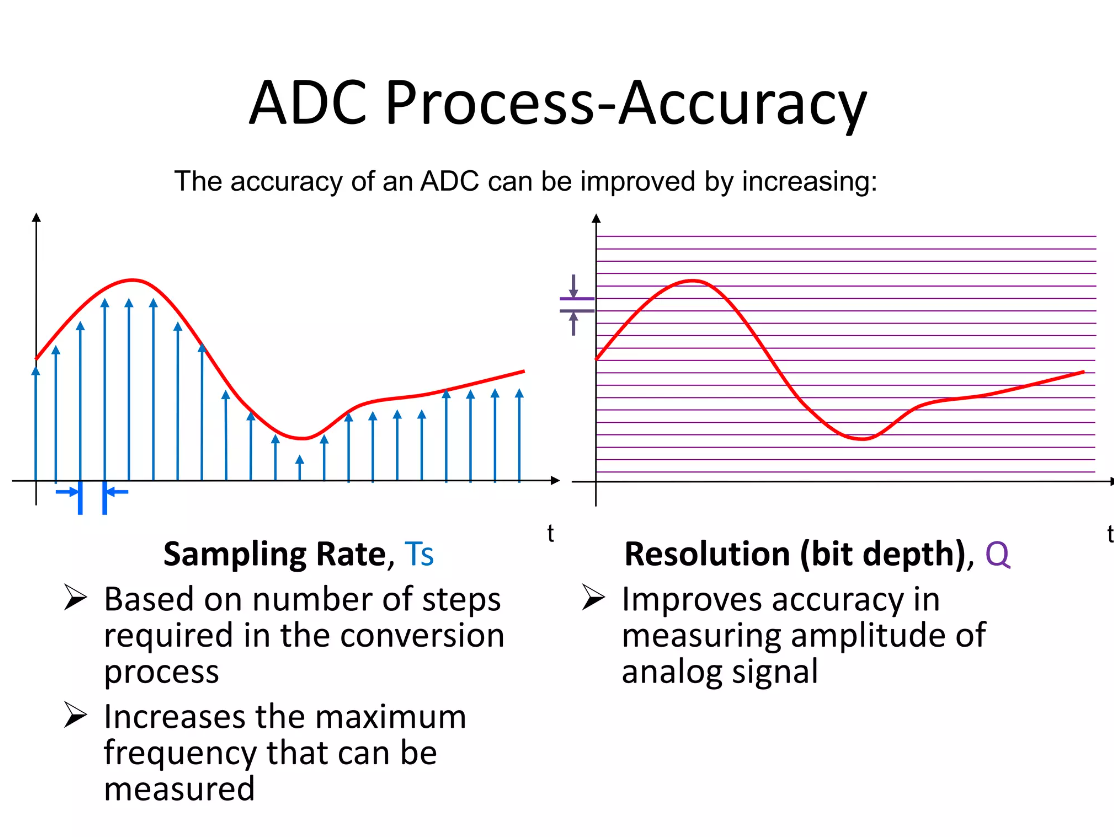 ADC Process-Accuracy
The accuracy of an ADC can be improved by increasing:
t
Sampling Rate, Ts
➢ Based on number of steps
required in the conversion
process
➢ Increases the maximum
frequency that can be
measured
t
Resolution (bit depth), Q
➢ Improves accuracy in
measuring amplitude of
analog signal